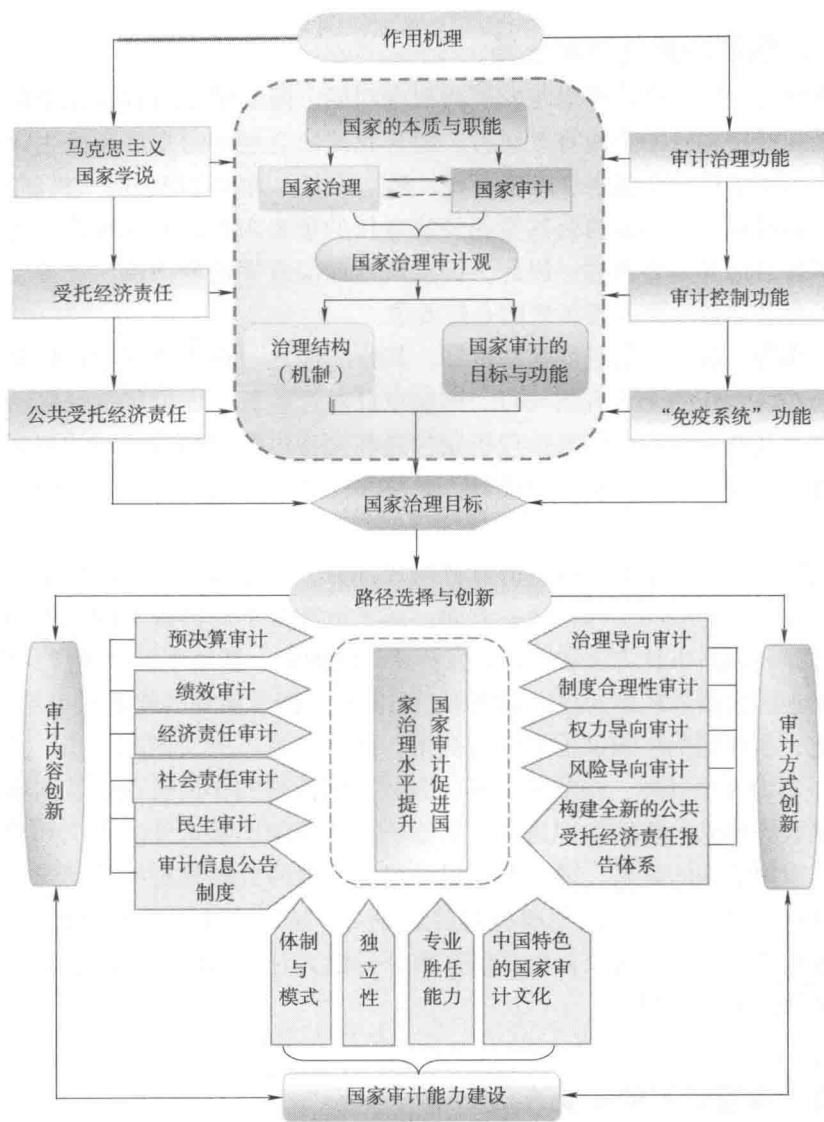 作用机理
国家的本质与职能
马克思主义
国家学说
国家治理
国家审计
审计治理功能
国家治理审计观
受托经济责任
审计控制功能
治理结构
（机制）
国家审计的
目标与功能
公共受托经济责任
“免疫系统”功能
国家治理目标
路径选择与创新
审计内容创新
预决算审计
绩效审计
经济责任审计
社会责任审计
民生审计
审计信息公告
制度
国家审计促进国
家治理水平提升
治理导向审计
制度合理性审计
权力导向审计
风险导向审计
构建全新的公共
受托经济责任报
告体系
审计方式创新
体制
与
模式
独
立
性
专业
胜任
能力
中国特色
的国家审
计文化
国家审计能力建设